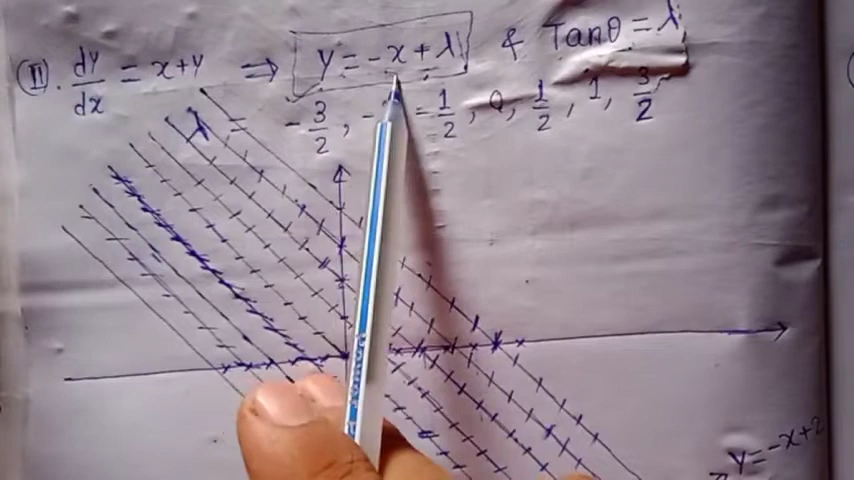 (II). dy/dx = x+y ⇒ y = -x + λ & Tanθ = λ
λ = -3/2, - -1/2, 0, 1/2, 1, 3/2
y = -x+2